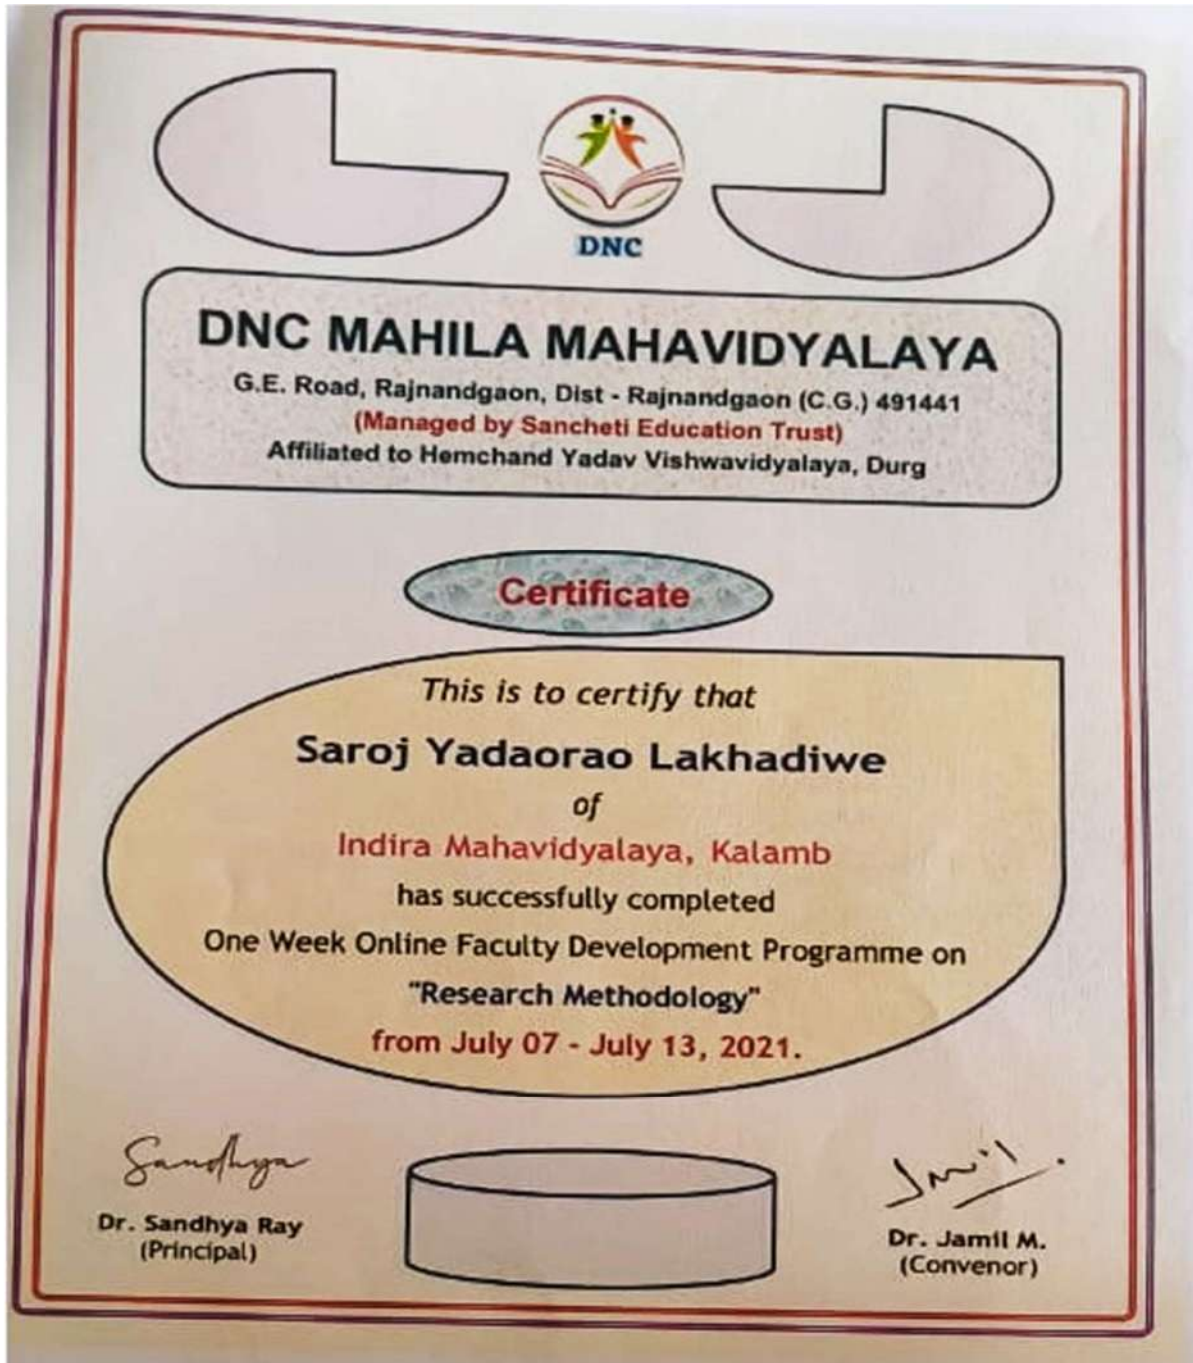 DNC
DNC MAHILA MAHAVIDYALAYA
G.E. Road, Rajnandgaon, Dist - Rajnandgaon (C.G.) 491441
(Managed by Sancheti Education Trust)
Affiliated to Hemchand Yadav Vishwavidyalaya, Durg
Certificate
This is to certify that
Saroj Yadaorao Lakhadiwe
of
Indira Mahavidyalaya, Kalamb
has successfully completed
One Week Online Faculty Development Programme on
"Research Methodology"
from July 07 - July 13, 2021.
Sandhya
Jamil
Dr. Sandhya Ray
(Principal)
Dr. Jamil M.
(Convenor)